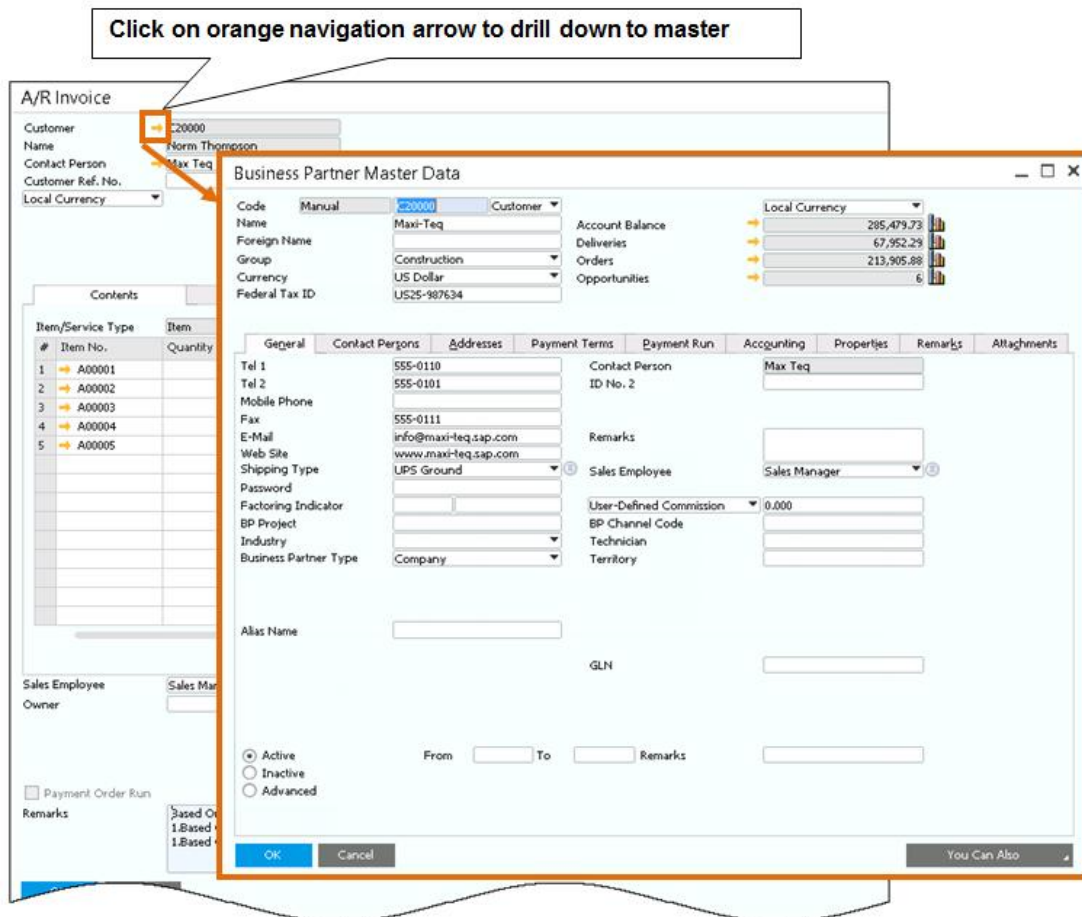 Click on orange navigation arrow to drill down to master
A/R Invoice
Customer C20000
Name Norm Thompson
Contact Person Max Teq
Customer Ref. No.
Local Currency
Contents
Item/Service Type Item
# Item No. Quantity
1 A00001
2 A00002
3 A00003
4 A00004
5 A00005
Sales Employee
Owner
Payment Order Run
Remarks
1.Based
1.Based
Business Partner Master Data
Code Manual C20000 Customer Local Currency
Name Maxi-Teq Account Balance 285,479.73
Foreign Name Deliveries 67,952.29
Group Construction Orders 213,905.88
Currency US Dollar Opportunities 6
Federal Tax ID US25-987634
General Contact Persons Addresses Payment Terms Payment Run Accounting Properties Remarks Attachments
Tel 1 555-0110 Contact Person Max Teq
Tel 2 555-0101 ID No. 2
Mobile Phone
Fax 555-0111
E-Mail info@maxi-teq.sap.com Remarks
Web Site www.maxi-teq.sap.com
Shipping Type UPS Ground Sales Employee Sales Manager
Password
Factoring Indicator User-Defined Commission 0.000
BP Project BP Channel Code
Industry Technician
Business Partner Type Company Territory
Alias Name
GLN
Active From To Remarks
Inactive
Advanced
OK Cancel You Can Also